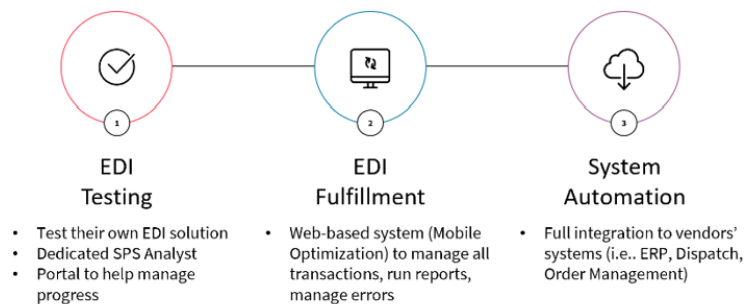 1
EDI
Testing
• Test their own EDI solution
• Dedicated SPS Analyst
• Portal to help manage
progress
2
EDI
Fulfillment
• Web-based system (Mobile
Optimization) to manage all
transactions, run reports,
manage errors
3
System
Automation
• Full integration to vendors'
systems (i.e.. ERP, Dispatch,
Order Management)